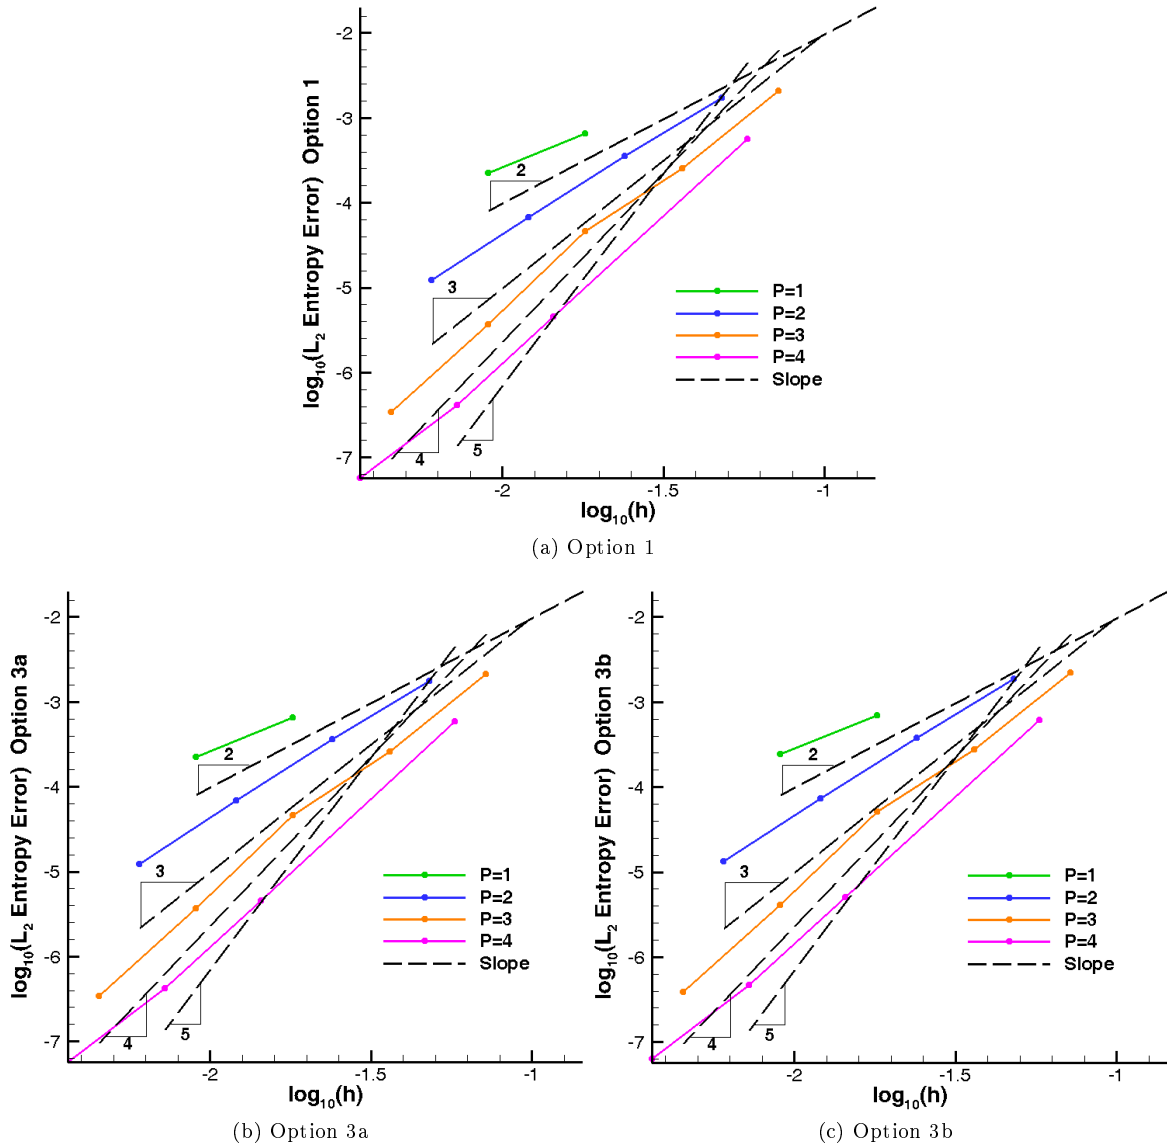 log10(L2 Entropy Error) Option 1
-2
-3
-4
-5
-6
-7
2
3
4
5
P=1
P=2
P=3
P=4
Slope
-2
-1.5
-1
log10(h)
(a) Option 1
log10(L2 Entropy Error) Option 3a
-2
-3
-4
-5
-6
-7
2
3
4
5
P=1
P=2
P=3
P=4
Slope
-2
-1.5
-1
log10(h)
(b) Option 3a
log10(L2 Entropy Error) Option 3b
-2
-3
-4
-5
-6
-7
2
3
4
5
P=1
P=2
P=3
P=4
Slope
-2
-1.5
-1
log10(h)
(c) Option 3b